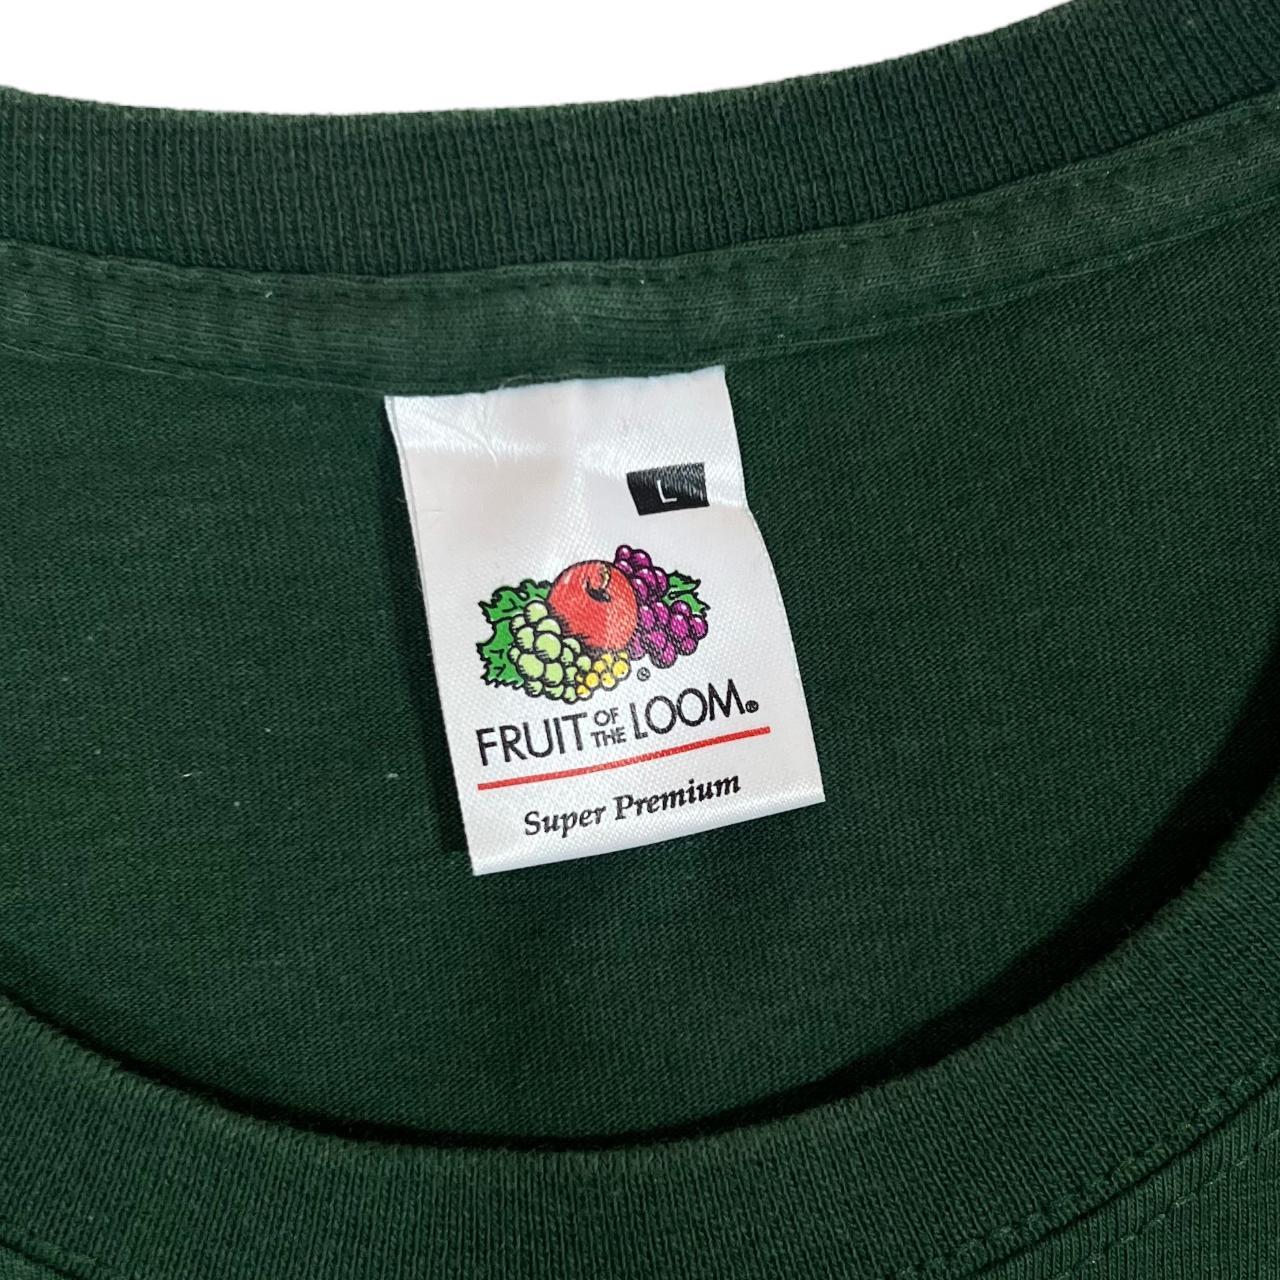 L
®
FRUIT OF THE LOOM®
Super Premium